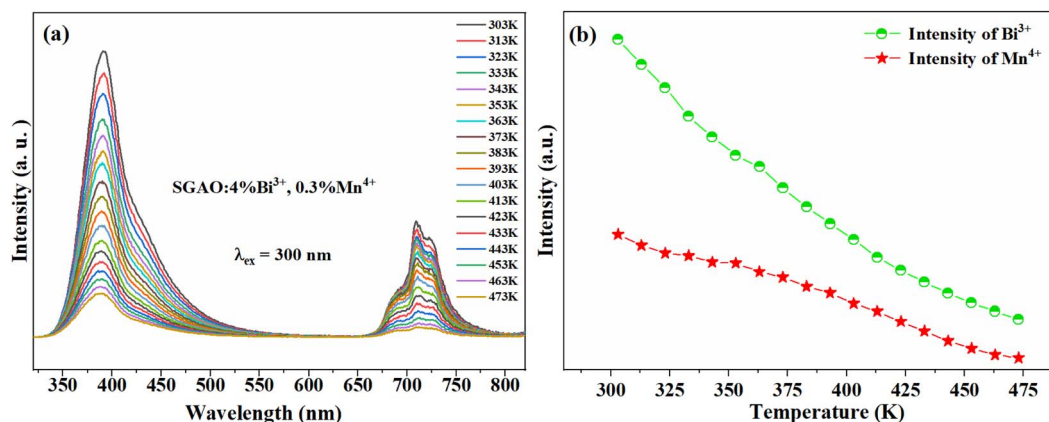 (a)
303K
313K
323K
333K
343K
353K
363K
373K
383K
393K
403K
413K
423K
433K
443K
453K
463K
473K
SGAO:4%Bi³⁺, 0.3%Mn⁴⁺
λex = 300 nm
Intensity (a. u.)
350 400 450 500 550 600 650 700 750 800
Wavelength (nm)
(b)
Intensity of Bi³⁺
Intensity of Mn⁴⁺
Intensity (a.u.)
300 325 350 375 400 425 450 475
Temperature (K)